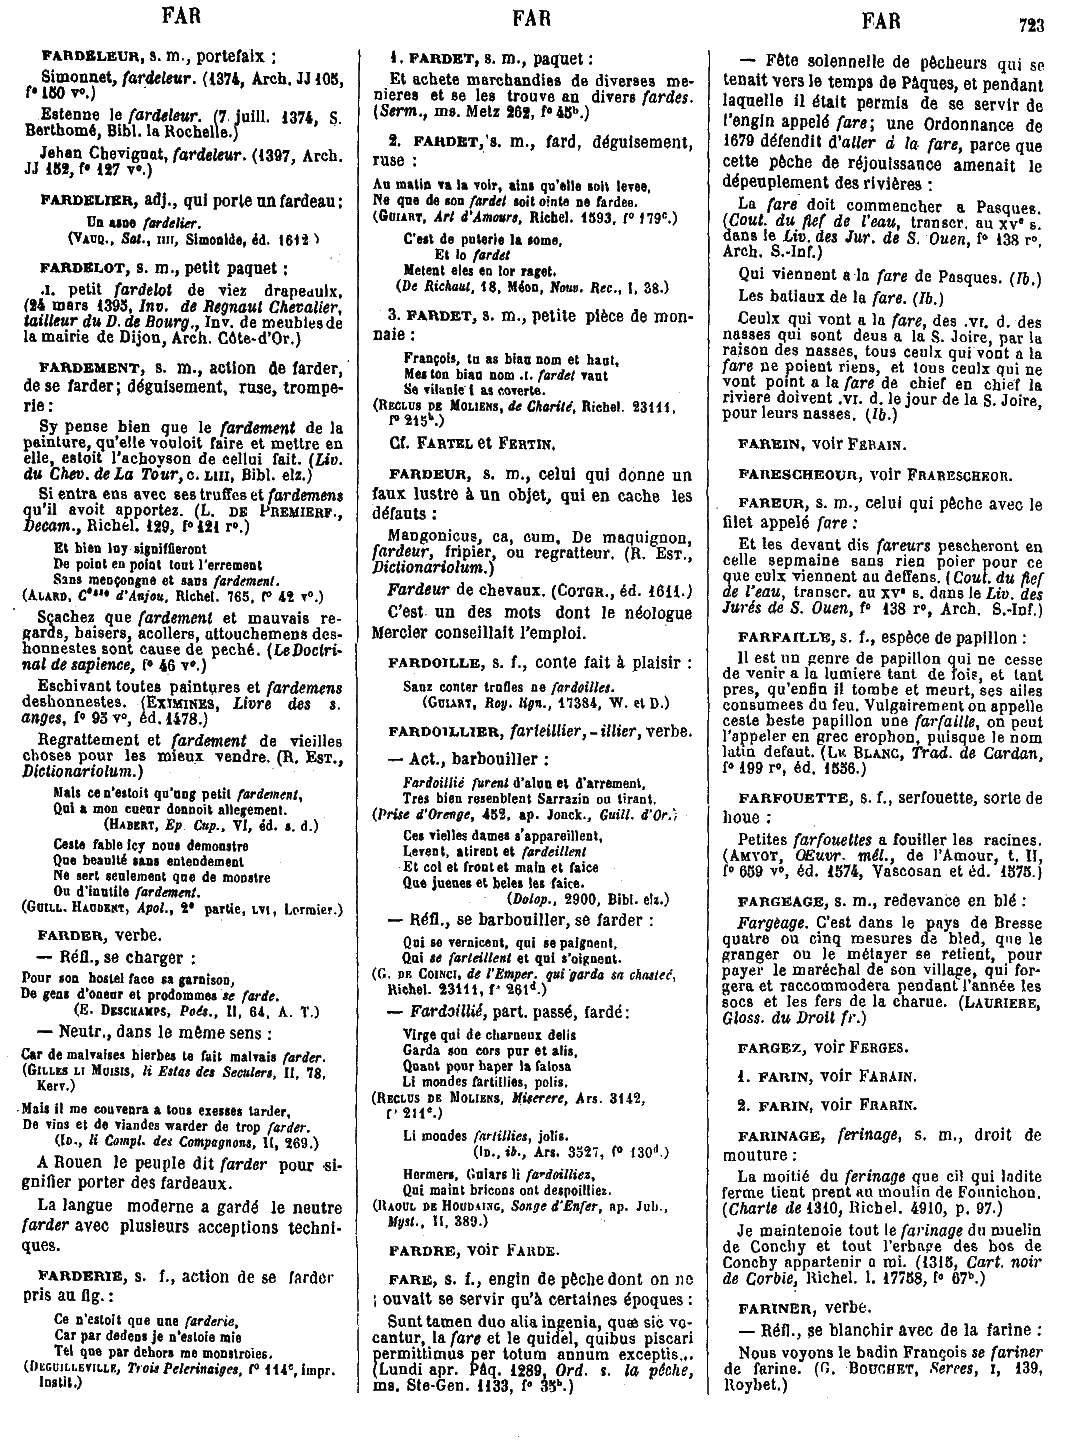 FAR
FAR
FAR
723
FARDELEUR, s. m., portefaix :
Simonnet, fardeleur. (1374, Arch. JJ 105,
f° 150 v°.)
Estenne le fardeleur. (7 juill. 1374, S.
Berthomé, Bibl. la Rochelle.)
Jehan Chevignat, fardeleur. (1397, Arch.
JJ 152, f° 127 v°.)
FARDELIER, adj., qui porte un fardeau :
Un asne fardelier.
(VAUQ., Sat., IIII, Simonide, éd. 1612)
FARDELOT, s. m., petit paquet :
.I. petit fardelot de viez drapeaulx,
(24 mars 1395, Inv. de Regnaut Chevalier,
tailleur du D. de Bourg., Inv. de meubles de
la mairie de Dijon, Arch. Côte-d'Or.)
FARDEMENT, s. m., action de farder,
de se farder ; déguisement, ruse, trompe-
rie :
Sy pense bien que le fardement de la
painture, qu'elle vouloit faire et mettre en
elle, estoit l'achoyson de cellui fait. (Liv.
du Chev. de La Tour, c. LIII, Bibl. elz.)
Si entra ens avec ses truffes et fardemens
qu'il avoit apportez. (L. DE PREMIERF.,
Decam., Richel. 129, f° 121 r°.)
Et bien luy signifieront
De point en point tout l'errement
Sans mençongne et sans fardement.
(ALARD, C^esse d'Anjou, Richel. 765, f° 42 v°.)
Sçachez que fardement et mauvais re-
gards, baisers, acollers, attouchemens des-
honnestes sont cause de peché. (Le Doctri-
nal de sapience, f° 46 v°.)
Eschivant toutes paintures et fardemens
deshonnestes. (EXIMINES, Livre des s.
anges, f° 95 v°, éd. 1478.)
Regrattement et fardement de vieilles
choses pour les mieux vendre. (R. EST.,
Dictionariolum.)
Mais ce n'estoit qu'ung petit fardement,
Qui a mon cueur donnoit allegement.
(HABERT, Ep Cup., VI, éd. s. d.)
Ceste fable icy nous demonstre
Que beaulté sans entendement
Ne sert seulement que de monstre
Ou d'inutile fardement.
(GUILL. HAUDENT, Apol., 2e partie, LVI, Lormier.)
FARDER, verbe.
— Réfl., se charger :
Pour son hostel face sa garnison,
De gens d'oneur et prodommes se farde.
(E. DESCHAMPS, Poés., II, 64, A. T.)
— Neutr., dans le même sens :
Car de malvaises hierbes te fait malvais farder.
(GILLES LI MUISIS, li Estas des Seculers, II, 78,
Kerv.)
Mais il me couvenra a tous exesses tarder,
De vins et de viandes warder de trop farder.
(ID., li Compl. des Compagnons, II, 269.)
A Rouen le peuple dit farder pour si-
gnifier porter des fardeaux.
La langue moderne a gardé le neutre
farder avec plusieurs acceptions techni-
ques.
FARDERIE, s. f., action de se farder
pris au fig. :
Ce n'estoit que une farderie,
Car par dedens je n'estoie mie
Tel que par dehors me monstroies.
(DEGUILLEVILLE, Trois Pelerinaiges, f° 114c, impr.
Instit.)
1. FARDET, s. m., paquet :
Et achete marchandies de diverses me-
nieres et se les trouve an divers fardes.
(Serm., ms. Metz 262, f° 45b.)
2. FARDET, s. m., fard, déguisement,
ruse :
Au matin va la voir, ains qu'elle soit levee,
Ne que de son fardet soit ointe ne fardee.
(GUIART, Art d'Amours, Richel. 1593, f° 179c.)
C'est de puterie la some,
Et lo fardet
Metent eles en lor raget.
(De Richaut, 18, Méon, Nouv. Rec., I, 38.)
3. FARDET, s. m., petite pièce de mon-
naie :
François, tu as bian nom et haut,
Mes ton bian nom .I. fardet vaut
Se vilanie t as coverte.
(RECLUS DE MOLIENS, de Charité, Richel. 23111,
f° 215b.)
Cf. FARTEL et FERTIN.
FARDEUR, s. m., celui qui donne un
faux lustre à un objet, qui en cache les
défauts :
Mangonicus, ca, cum, De maquignon,
fardeur, fripier, ou regratteur. (R. EST.,
Dictionariolum.)
Fardeur de chevaux. (COTGR., éd. 1611.)
C'est un des mots dont le néologue
Mercier conseillait l'emploi.
FARDOILLE, s. f., conte fait à plaisir :
Sanz conter trufles ne fardoilles.
(GUIART, Roy. lign., 17384, W. et D.)
FARDOILLIER, farteillier, -illier, verbe.
— Act., barbouiller :
Fardoillié furent d'alun et d'arrement,
Tres bien resemblent Sarrazin ou tirant.
(Prise d'Orenge, 452, ap. Jonck., Guill. d'Or.)
Ces vielles dames s'appareillent,
Levent, atirent et fardeillent
Et col et front et main et faice
Que juenes et beles les faice.
(Dolop., 2900, Bibl. elz.)
— Réfl., se barbouiller, se farder :
Qui se vernicent, qui se paignent,
Qui se farteillent et qui s'oignent.
(G. DE COINCI, de l'Emper. qui garda sa chasteé,
Richel. 23111, f° 261d.)
— Fardoillié, part. passé, fardé :
Virge qui de charneux delis
Garda son cors pur et alis,
Quant pour haper la falosa
Li mondes fartillies, polis.
(RECLUS DE MOLIENS, Miserere, Ars. 3142,
f° 211c.)
Li mondes fartillies, jolis.
(ID., ib., Ars. 3527, f° 130d.)
Hermers, Guiars li fardoilliez,
Qui maint bricons ont despoilliez.
(RAOUL DE HOUDAING, Songe d'Enfer, ap. Jub.,
Myst., II, 389.)
FARDRE, voir FARDE.
FARE, s. f., engin de pêche dont on ne
pouvait se servir qu'à certaines époques :
Sunt tamen duo alia ingenia, quæ sic vo-
cantur, la fare et le guidel, quibus piscari
permittimus per totum annum exceptis...
(Lundi apr. Pâq. 1289, Ord. s. la pêche,
ms. Ste-Gen. 1133, f° 35b.)
— Fête solennelle de pêcheurs qui se
tenait vers le temps de Pâques, et pendant
laquelle il était permis de se servir de
l'engin appelé fare ; une Ordonnance de
1679 défendit d'aller à la fare, parce que
cette pêche de réjouissance amenait le
dépeuplement des rivières :
La fare doit commencher a Pasques.
(Cout. du fief de l'eau, transcr. au XVe s.
dans le Liv. des Jur. de S. Ouen, f° 138 r°,
Arch. S.-Inf.)
Qui viennent a la fare de Pasques. (Ib.)
Les batiaux de la fare. (Ib.)
Ceulx qui vont a la fare, des .VI. d. des
nasses qui sont deus a la S. Joire, par la
raison des nasses, tous ceulx qui vont a la
fare ne poient riens, et tous ceulx qui ne
vont point a la fare de chief en chief la
riviere doivent .VI. d. le jour de la S. Joire,
pour leurs nasses. (Ib.)
FAREIN, voir FERAIN.
FARESCHEOUR, voir FRARESCHEOR.
FAREUR, s. m., celui qui pêche avec le
filet appelé fare :
Et les devant dis fareurs pescheront en
celle sepmaine sans rien poier pour ce
que eulx viennent au deffens. (Cout. du fief
de l'eau, transcr. au XVe s. dans le Liv. des
Jurés de S. Ouen, f° 138 r°, Arch. S.-Inf.)
FARFAILLE, s. f., espèce de papillon :
Il est un genre de papillon qui ne cesse
de venir a la lumiere tant de fois, et tant
pres, qu'enfin il tombe et meurt, ses ailes
consumees du feu. Vulgairement on appelle
ceste beste papillon une farfaille, on peut
l'appeler en grec erophon, puisque le nom
latin defaut. (LE BLANC, Trad. de Cardan,
f° 199 r°, éd. 1556.)
FARFOUETTE, s. f., serfouette, sorte de
houe :
Petites farfouettes a fouiller les racines.
(AMYOT, Œuvr. mél., de l'Amour, t. II,
f° 659 v°, éd. 1574, Vascosan et éd. 1575.)
FARGEAGE, s. m., redevance en blé :
Fargèage. C'est dans le pays de Bresse
quatre ou cinq mesures de bled, que le
granger ou le métayer se retient, pour
payer le maréchal de son village, qui for-
gera et raccommodera pendant l'année les
socs et les fers de la charue. (LAURIERE,
Gloss. du Droit fr.)
FARGEZ, voir FERGES.
1. FARIN, voir FARAIN.
2. FARIN, voir FRARIN.
FARINAGE, ferinage, s. m., droit de
mouture :
La moitié du ferinage que cil qui ladite
ferme tient prent au moulin de Founichon.
(Charte de 1310, Richel. 4910, p. 97.)
Je maintenoie tout le farinage du muelin
de Conchy et tout l'erbage des bos de
Conchy appartenir a mi. (1315, Cart. noir
de Corbie, Richel. l. 17758, f° 67b.)
FARINER, verbe.
— Réfl., se blanchir avec de la farine :
Nous voyons le badin François se fariner
de farine. (G. BOUCHET, Serees, I, 139,
Roybet.)